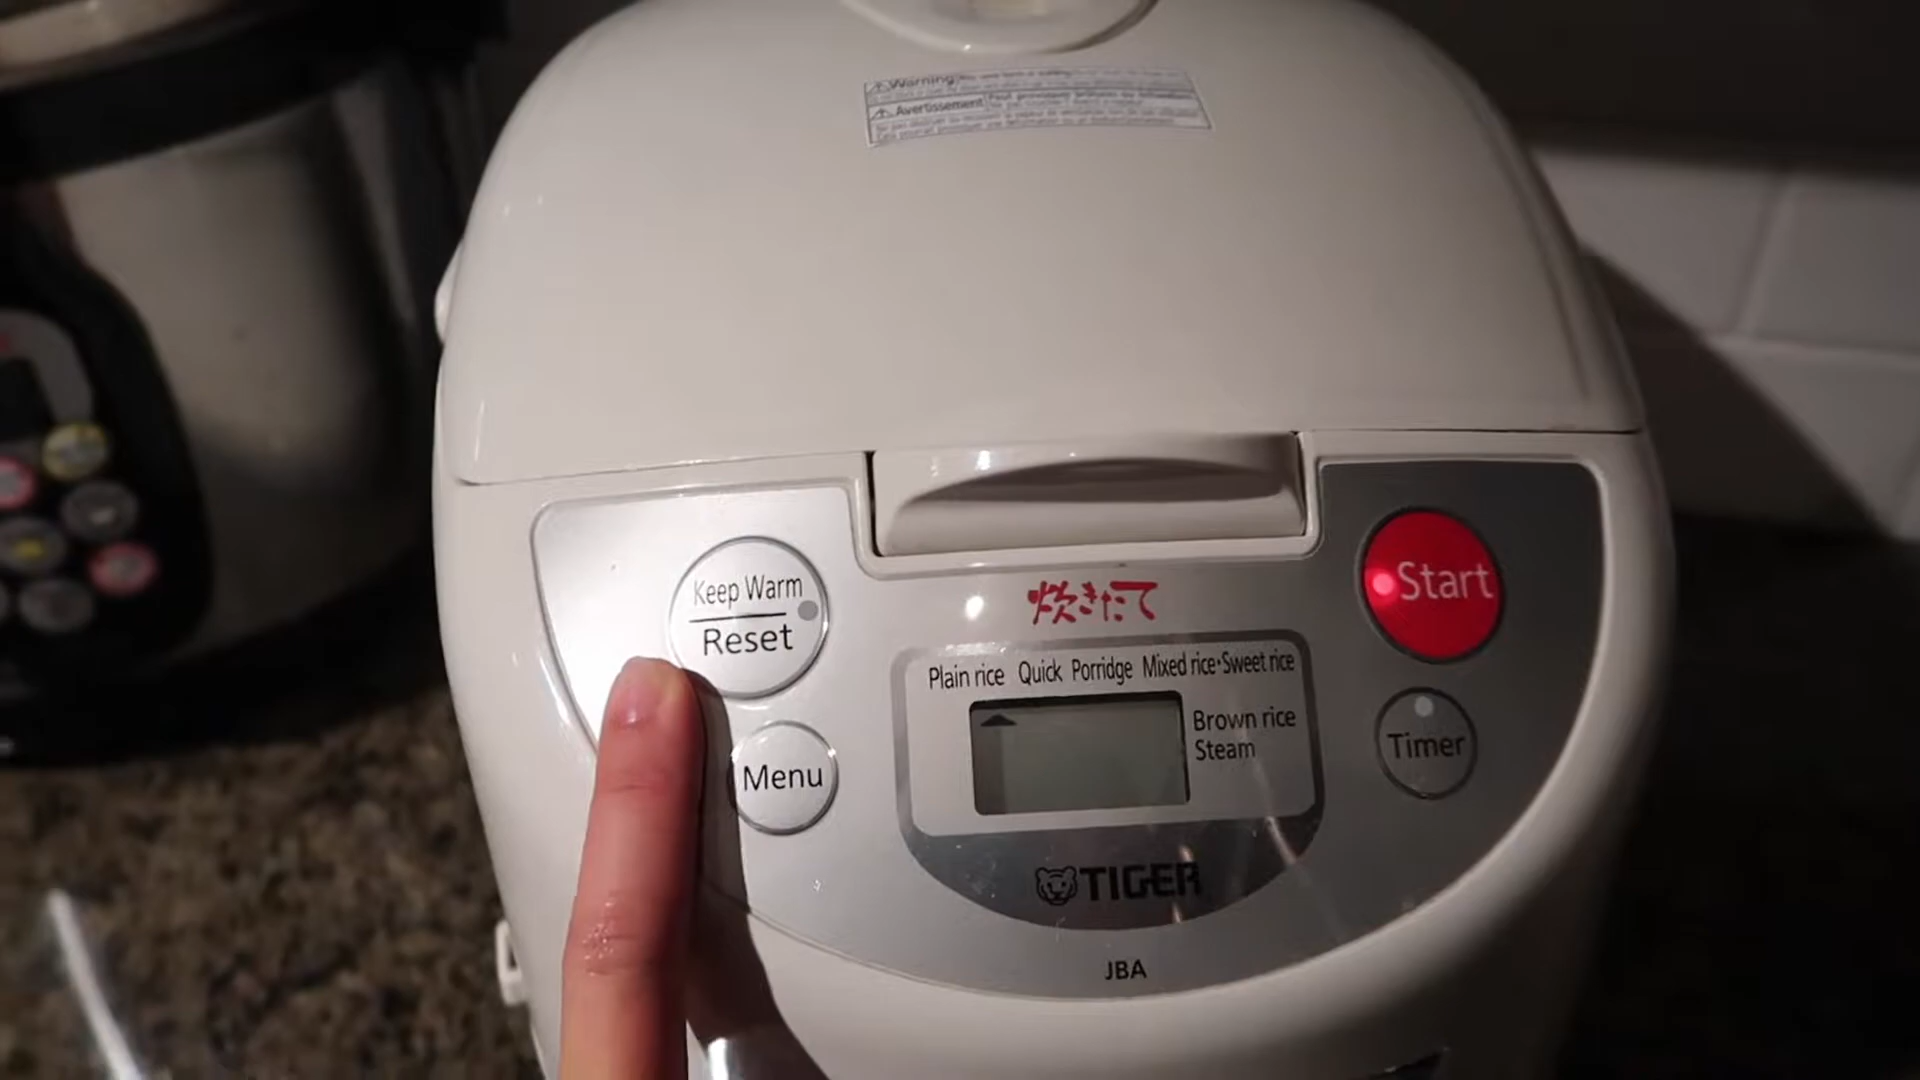 Warning
Avertissement
Keep Warm
Reset
Start
炊きたて
Plain rice Quick Porridge Mixed rice・Sweet rice
Brown rice
Steam
Timer
Menu
TIGER
JBA